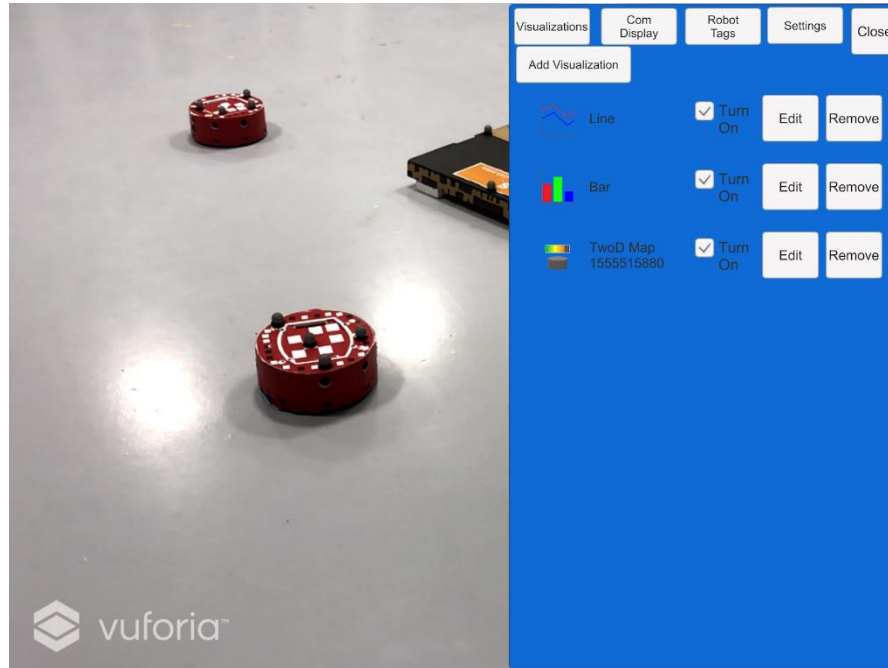 Visualizations
Com
Display
Robot
Tags
Settings
Close
Add Visualization
Line
Turn
On
Edit
Remove
Bar
Turn
On
Edit
Remove
TwoD Map
1555515880
Turn
On
Edit
Remove
vuforia™